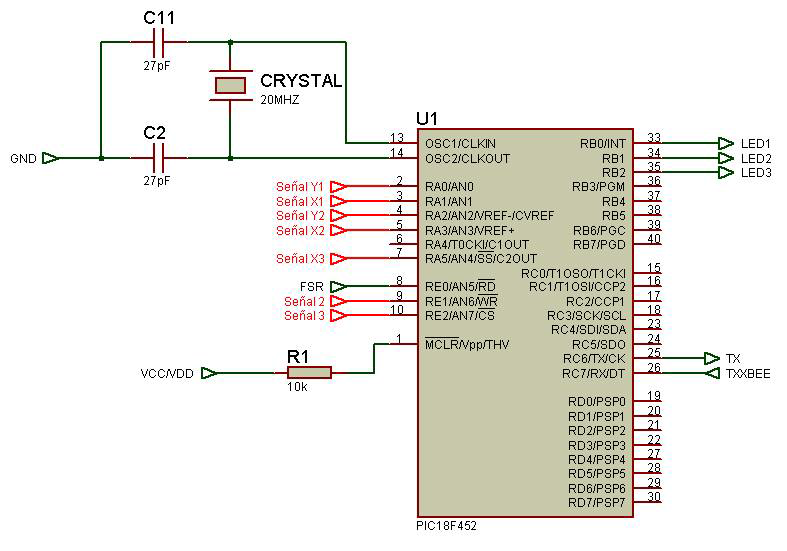 C11
27pF
CRYSTAL
20MHZ
C2
27pF
GND
U1
13 OSC1/CLKIN RB0/INT 33 LED1
14 OSC2/CLKOUT RB1 34 LED2
RB2 35 LED3
Señal Y1 2 RA0/AN0 RB3/PGM 36
Señal X1 3 RA1/AN1 RB4 37
Señal Y2 4 RA2/AN2/VREF-/CVREF RB5 38
Señal X2 5 RA3/AN3/VREF+ RB6/PGC 39
6 RA4/T0CKI/C1OUT RB7/PGD 40
Señal X3 7 RA5/AN4/SS/C2OUT
RC0/T1OSO/T1CKI 15
FSR 8 RE0/AN5/RD RC1/T1OSI/CCP2 16
Señal 2 9 RE1/AN6/WR RC2/CCP1 17
Señal 3 10 RE2/AN7/CS RC3/SCK/SCL 18
RC4/SDI/SDA 23
1 MCLR/Vpp/THV RC5/SDO 24
RC6/TX/CK 25 TX
VCC/VDD R1 RC7/RX/DT 26 TXXBEE
10k
RD0/PSP0 19
RD1/PSP1 20
RD2/PSP2 21
RD3/PSP3 22
RD4/PSP4 27
RD5/PSP5 28
RD6/PSP6 29
RD7/PSP7 30
PIC18F452